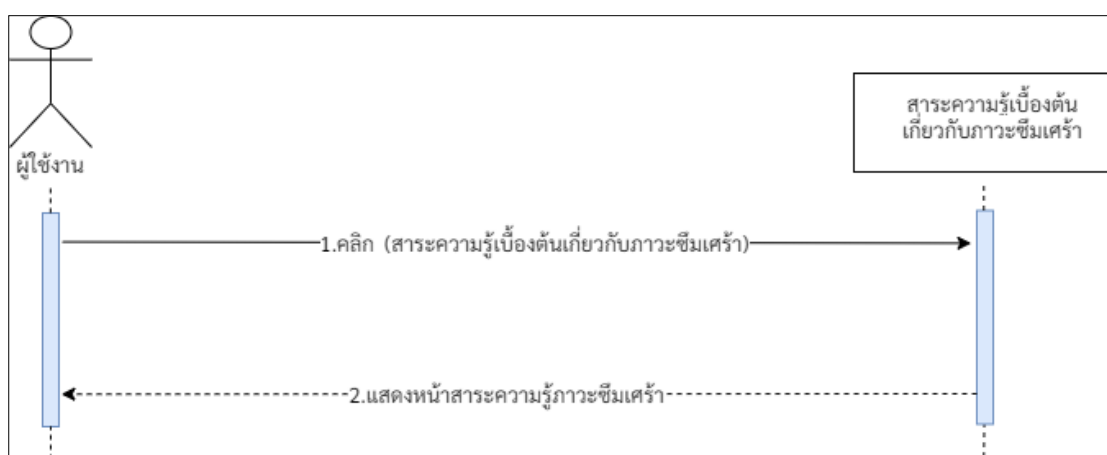 ผู้ใช้งาน
สาระความรู้เบื้องต้น
เกี่ยวกับภาวะซึมเศร้า
1.คลิก (สาระความรู้เบื้องต้นเกี่ยวกับภาวะซึมเศร้า)
2.แสดงหน้าสาระความรู้ภาวะซึมเศร้า